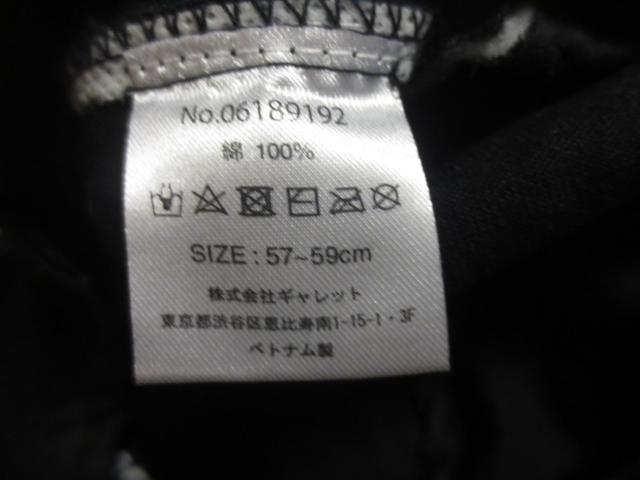 No.06189192
綿 100%
SIZE : 57~59cm
株式会社ギャレット
東京都渋谷区恵比寿南1-15-1・3F
ベトナム製